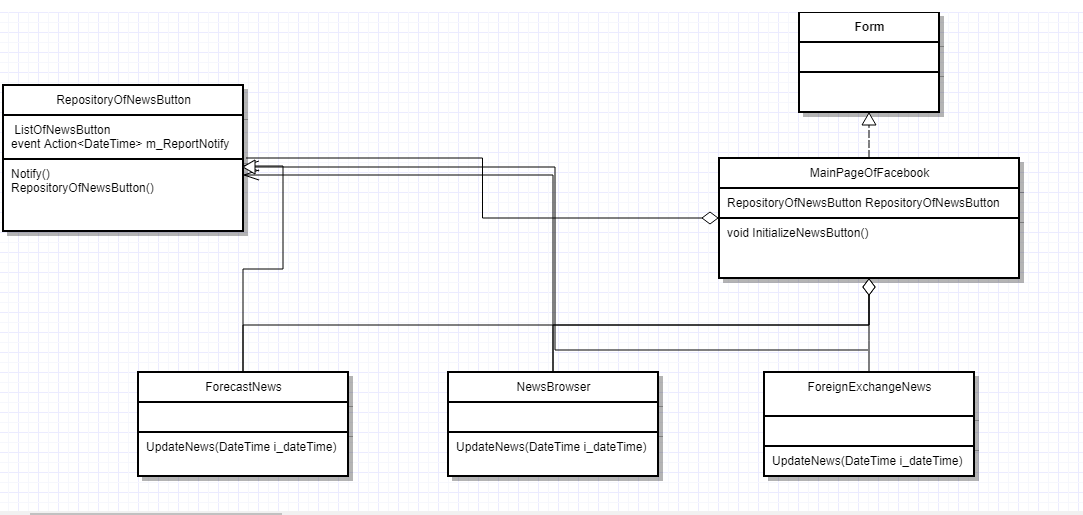 Form
RepositoryOfNewsButton
ListOfNewsButton
event Action<DateTime> m_ReportNotify
Notify()
RepositoryOfNewsButton()
MainPageOfFacebook
RepositoryOfNewsButton RepositoryOfNewsButton
void InitializeNewsButton()
ForecastNews
UpdateNews(DateTime i_dateTime)
NewsBrowser
UpdateNews(DateTime i_dateTime)
ForeignExchangeNews
UpdateNews(DateTime i_dateTime)